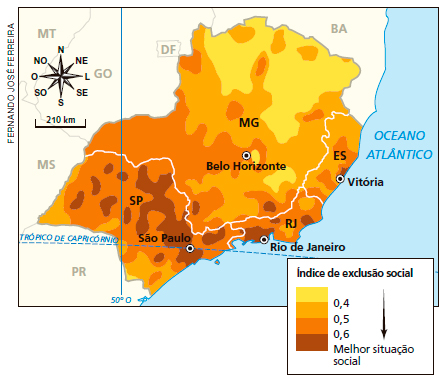 FERNANDO JOSÉ FERREIRA
MT
BA
DF
GO
N
NO
NE
O
L
SO
SE
S
210 km
MG
OCEANO
ATLÂNTICO
MS
Belo Horizonte
ES
Vitória
SP
RJ
São Paulo
Rio de Janeiro
TRÓPICO DE CAPRICÓRNIO
PR
50º O
Índice de exclusão social
0,4
0,5
0,6
Melhor situação
social